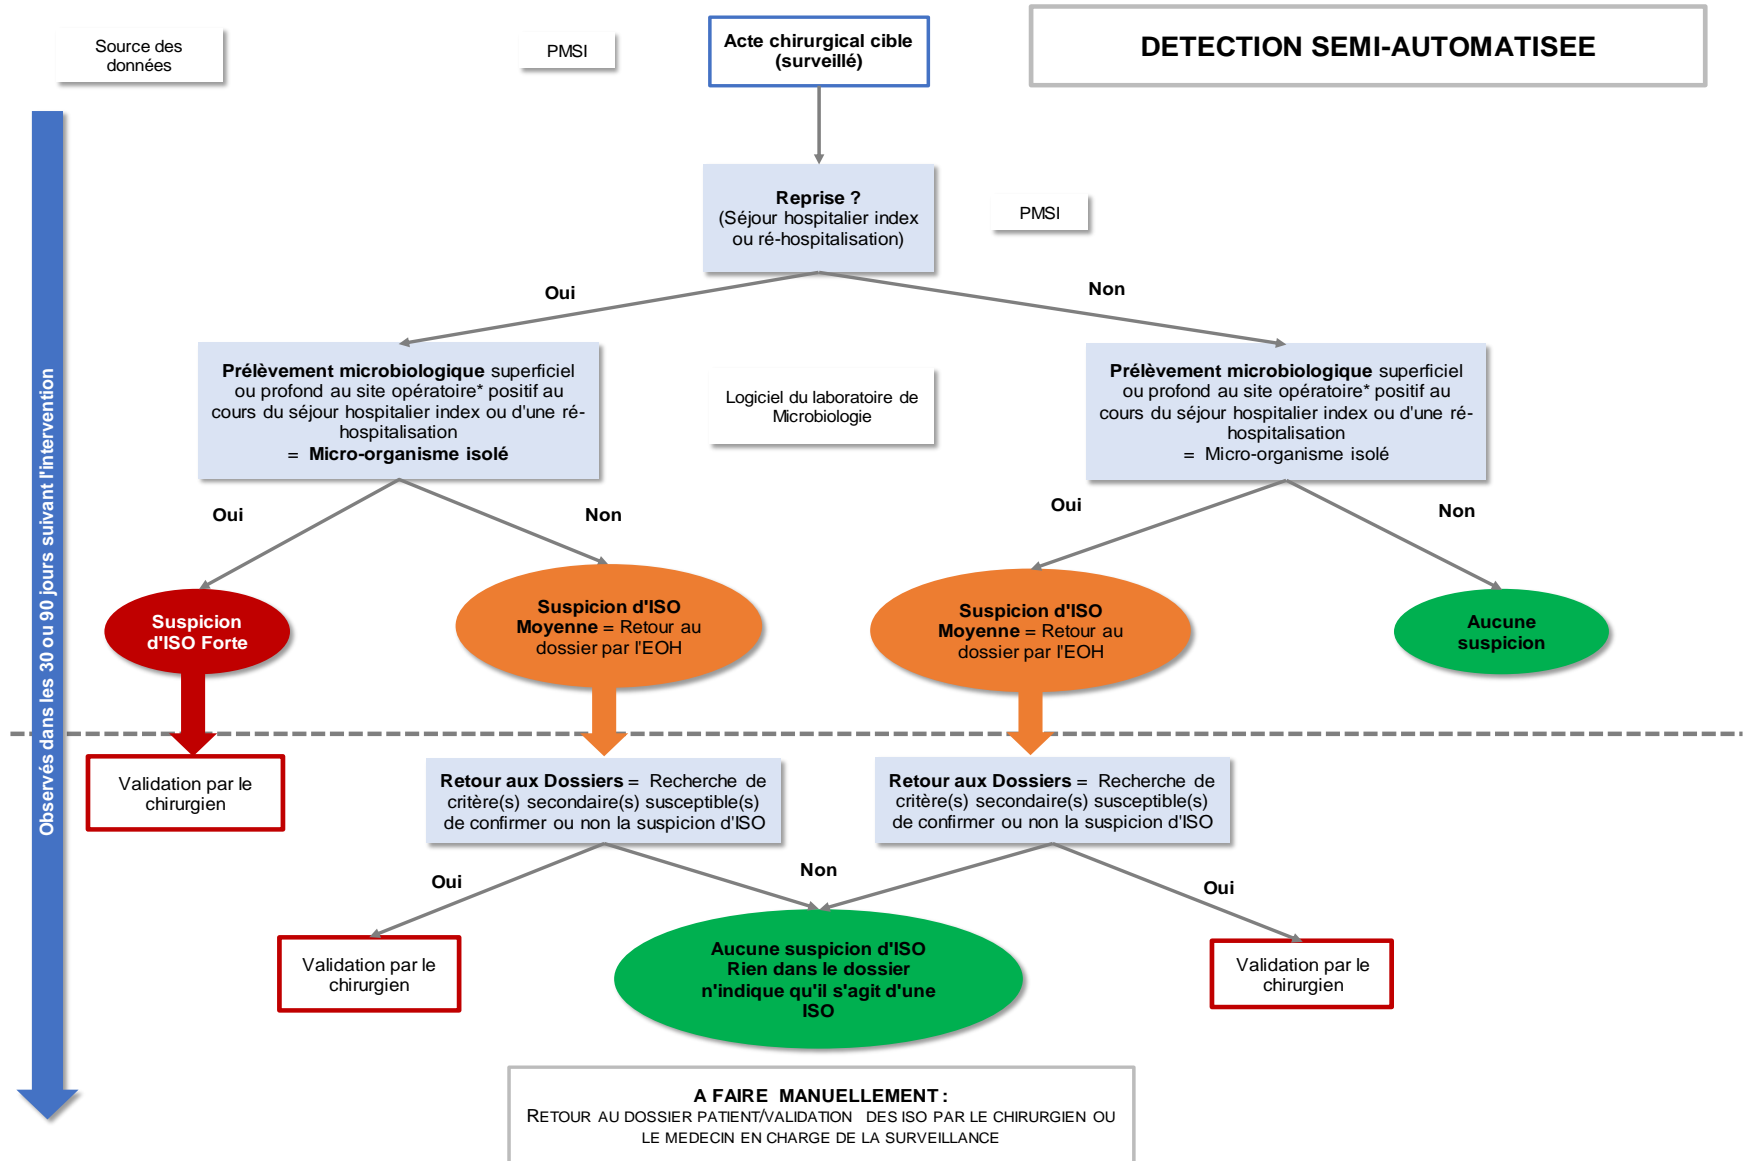 Source des
données
PMSI
Acte chirurgical cible
(surveillé)
DETECTION SEMI-AUTOMATISEE
Reprise ?
(Séjour hospitalier index
ou ré-hospitalisation)
PMSI
Oui
Non
Prélèvement microbiologique superficiel
ou profond au site opératoire* positif au
cours du séjour hospitalier index ou d'une ré-
hospitalisation
= Micro-organisme isolé
Logiciel du laboratoire de
Microbiologie
Prélèvement microbiologique superficiel
ou profond au site opératoire* positif au
cours du séjour hospitalier index ou d'une ré-
hospitalisation
= Micro-organisme isolé
Oui
Non
Oui
Non
Suspicion
d'ISO Forte
Suspicion d'ISO
Moyenne = Retour au
dossier par l'EOH
Suspicion d'ISO
Moyenne = Retour au
dossier par l'EOH
Aucune
suspicion
Observés dans les 30 ou 90 jours suivant l'intervention
Validation par le
chirurgien
Retour aux Dossiers = Recherche de
critère(s) secondaire(s) susceptible(s)
de confirmer ou non la suspicion d'ISO
Retour aux Dossiers = Recherche de
critère(s) secondaire(s) susceptible(s)
de confirmer ou non la suspicion d'ISO
Oui
Non
Oui
Validation par le
chirurgien
Aucune suspicion d'ISO
Rien dans le dossier
n'indique qu'il s'agit d'une
ISO
Validation par le
chirurgien
A FAIRE MANUELLEMENT :
RETOUR AU DOSSIER PATIENT/VALIDATION DES ISO PAR LE CHIRURGIEN OU
LE MEDECIN EN CHARGE DE LA SURVEILLANCE